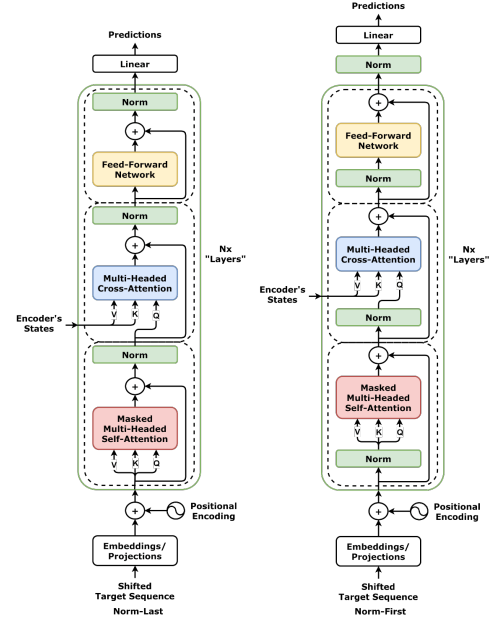 Predictions
Linear
Norm
Feed-Forward
Network
Norm
Multi-Headed
Cross-Attention
V K Q
Encoder's
States
Norm
Masked
Multi-Headed
Self-Attention
V K Q
Nx
"Layers"
Positional
Encoding
Embeddings/
Projections
Shifted
Target Sequence
Norm-Last
Predictions
Linear
Norm
Feed-Forward
Network
Norm
Multi-Headed
Cross-Attention
V K Q
Encoder's
States
Norm
Masked
Multi-Headed
Self-Attention
V K Q
Norm
Nx
"Layers"
Positional
Encoding
Embeddings/
Projections
Shifted
Target Sequence
Norm-First